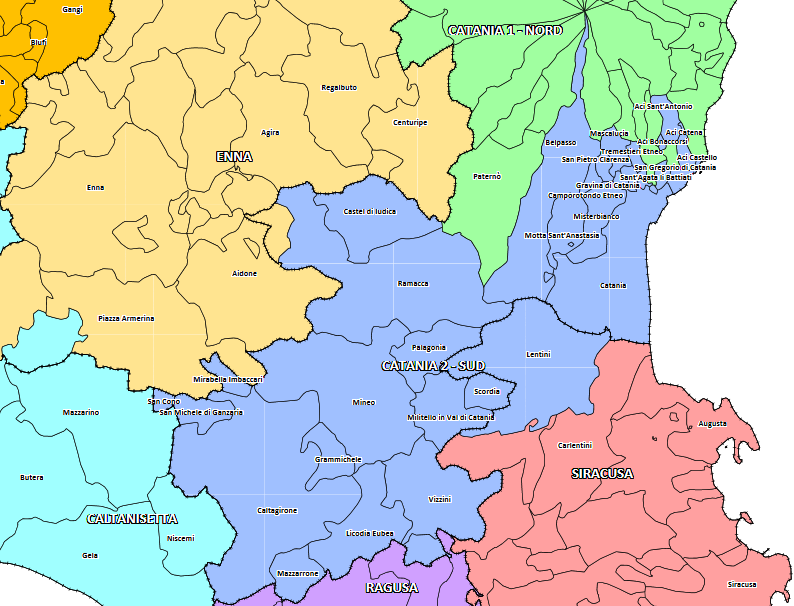 Gangi
CATANIA 1 - NORD
Blufi
a
Regalbuto
Aci Sant'Antonio
Centuripe
Agira
Mascalucia
Aci Catena
Belpasso
Aci Bonaccorsi
Tremestieri Etneo
ENNA
San Pietro Clarenza
Aci Castello
San Gregorio di Catania
Paternò
Sant'Agata li Battiati
Enna
Gravina di Catania
Camporotondo Etneo
Castel di Iudica
Misterbianco
Motta Sant'Anastasia
Aidone
Ramacca
Catania
Piazza Armerina
Palagonia
Lentini
CATANIA 2 - SUD
Mirabella Imbaccari
Scordia
San Cono
Mineo
Mazzarino
San Michele di Ganzaria
Militello in Val di Catania
Augusta
Carlentini
Grammichele
SIRACUSA
Butera
Vizzini
Caltagirone
CALTANISETTA
Licodia Eubea
Niscemi
Gela
Mazzarrone
RAGUSA
Siracusa